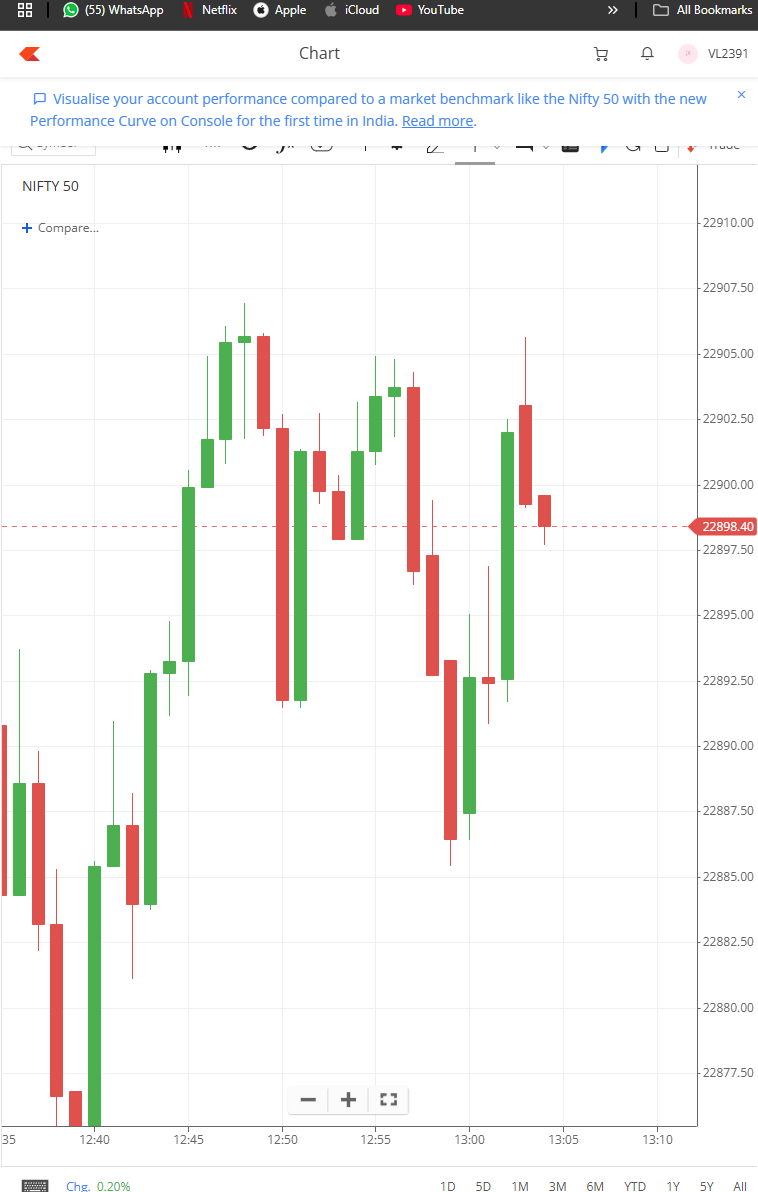 (55) WhatsApp Netflix Apple iCloud YouTube » All Bookmarks
Chart VL2391
Visualise your account performance compared to a market benchmark like the Nifty 50 with the new
Performance Curve on Console for the first time in India. Read more.
NIFTY 50
+ Compare...
22910.00
22907.50
22905.00
22902.50
22900.00
22898.40
22897.50
22895.00
22892.50
22890.00
22887.50
22885.00
22882.50
22880.00
22877.50
35 12:40 12:45 12:50 12:55 13:00 13:05 13:10
Chg. 0.20% 1D 5D 1M 3M 6M YTD 1Y 5Y All